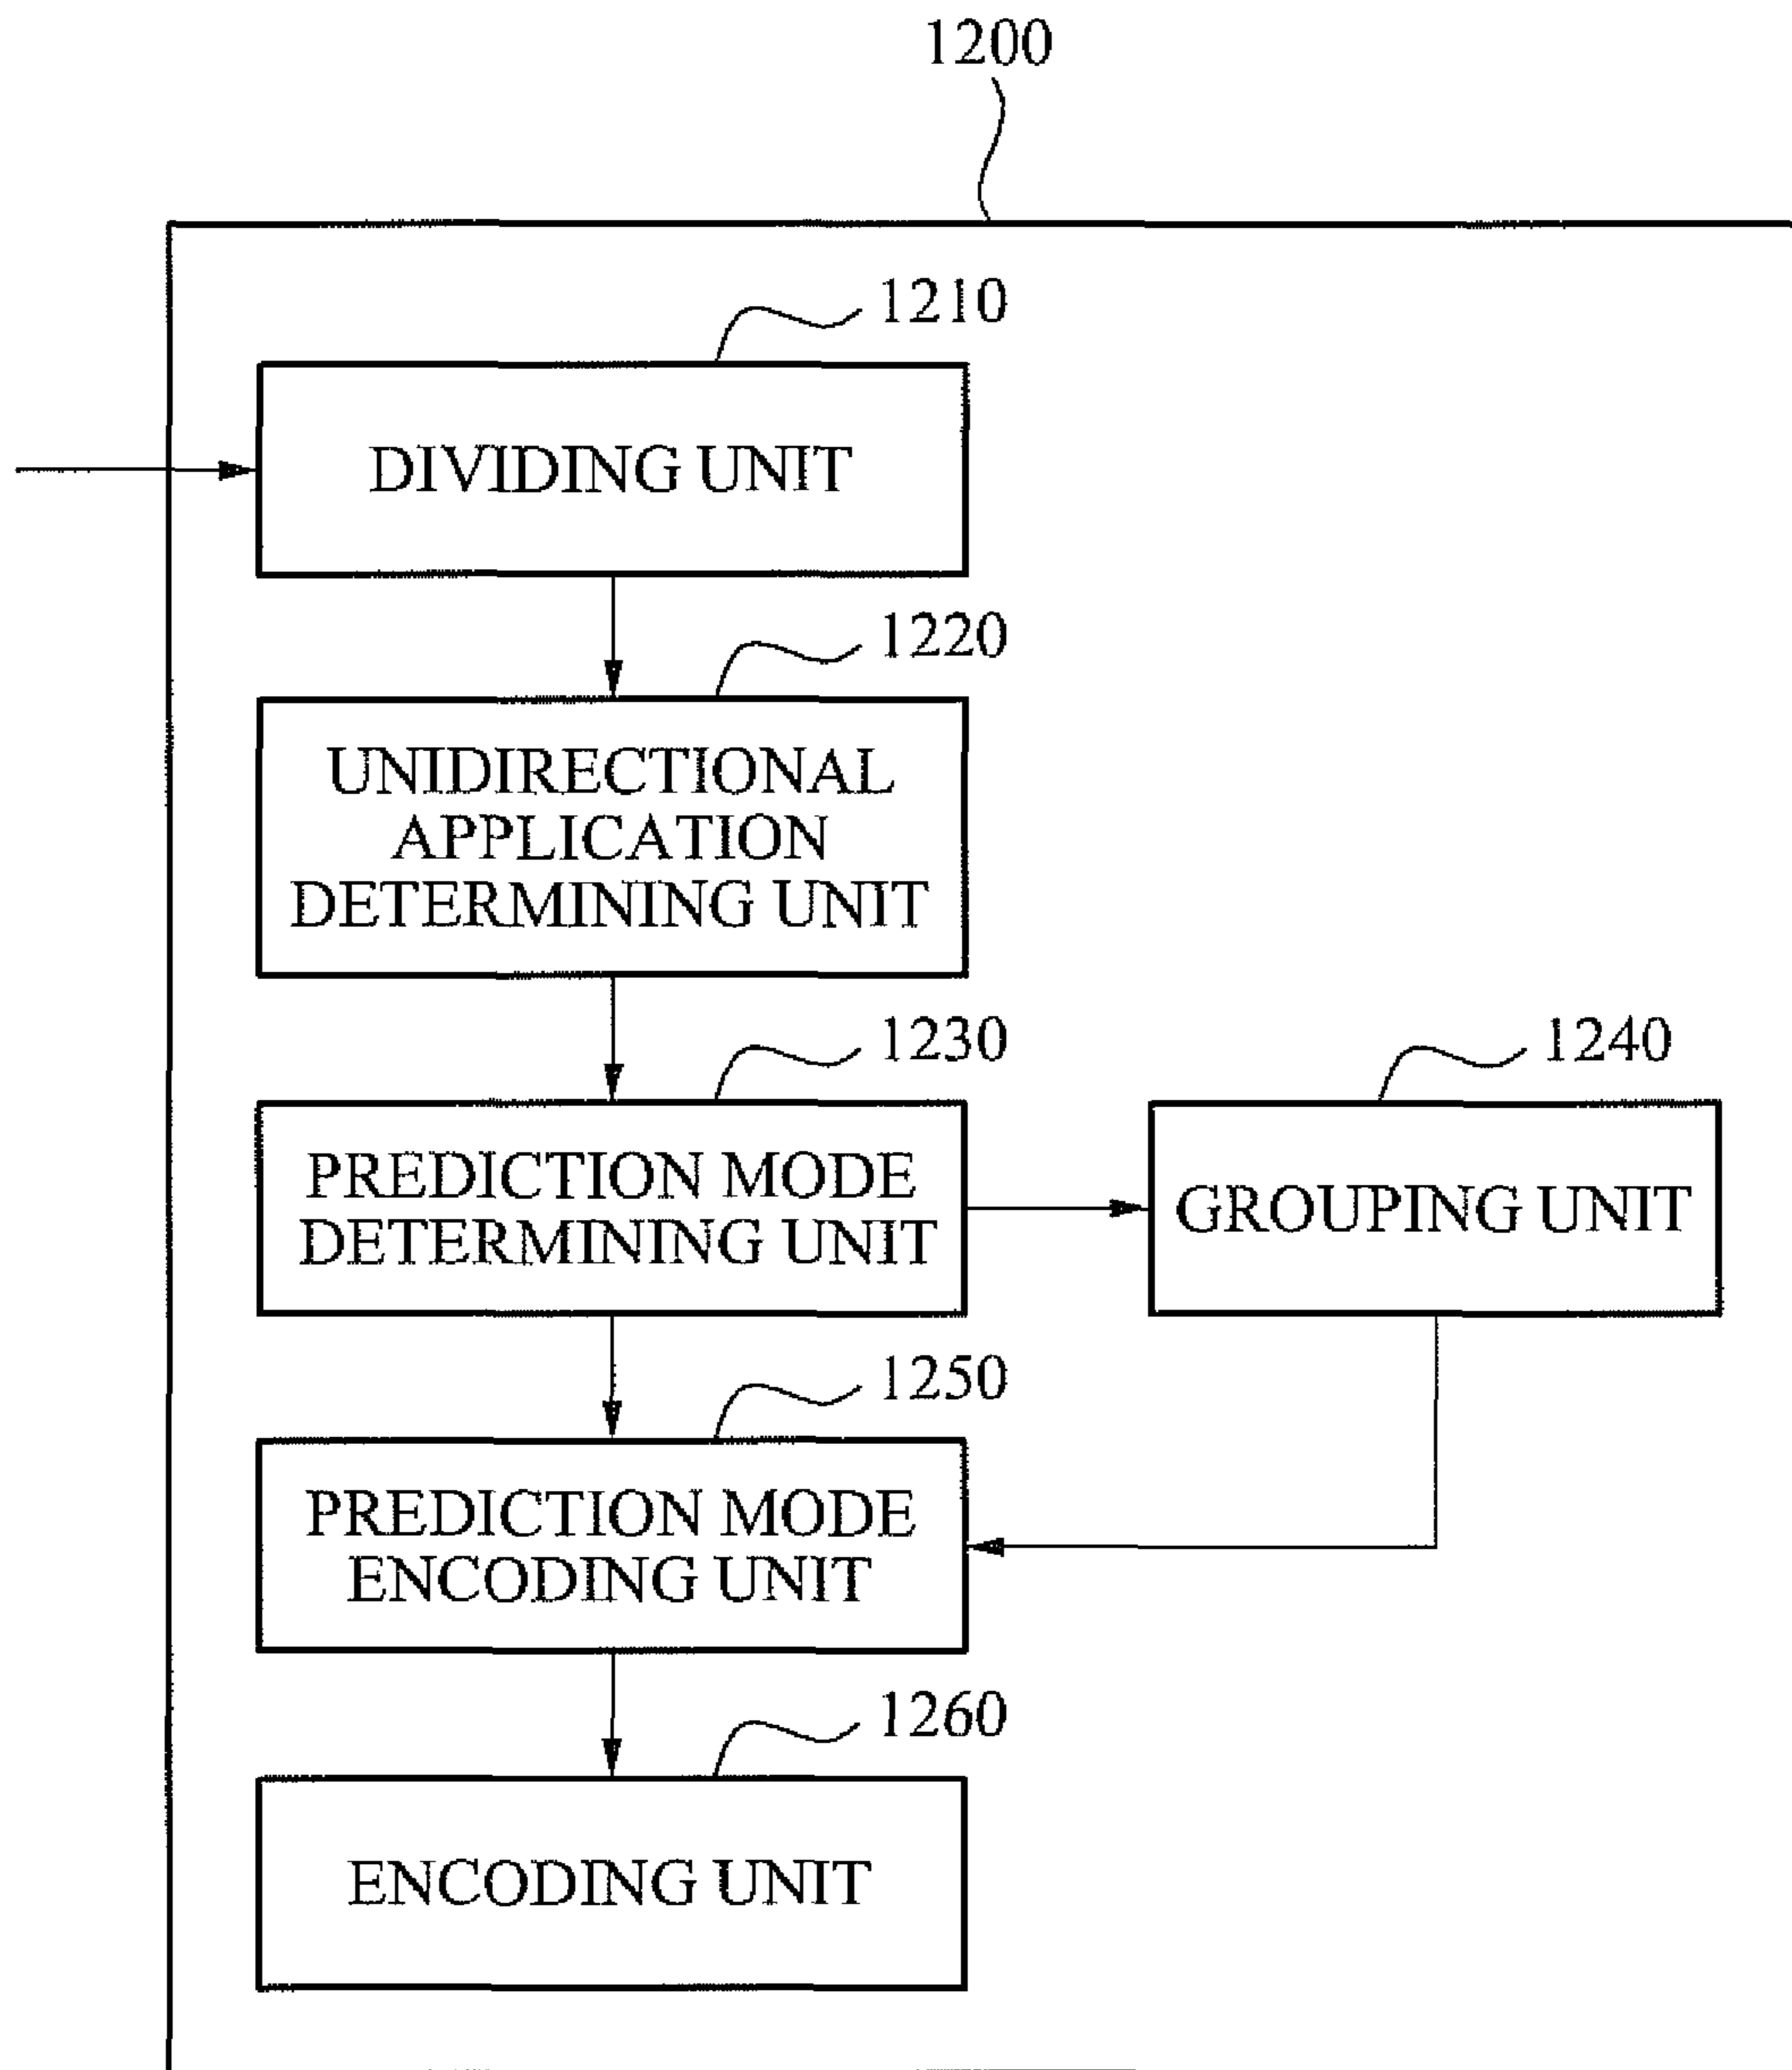 1200
1210
DIVIDING UNIT
1220
UNIDIRECTIONAL
APPLICATION
DETERMINING UNIT
1230
PREDICTION MODE
DETERMINING UNIT
1240
GROUPING UNIT
1250
PREDICTION MODE
ENCODING UNIT
1260
ENCODING UNIT